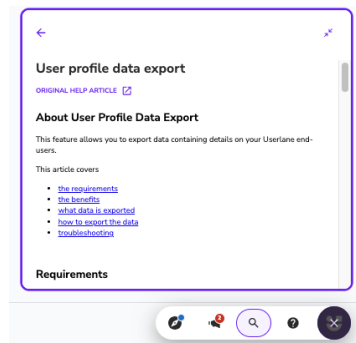 User profile data export
ORIGINAL HELP ARTICLE
About User Profile Data Export
This feature allows you to export data containing details on your Userlane end-
users.
This article covers
the requirements
the benefits
what data is exported
how to export the data
troubleshooting
Requirements
2